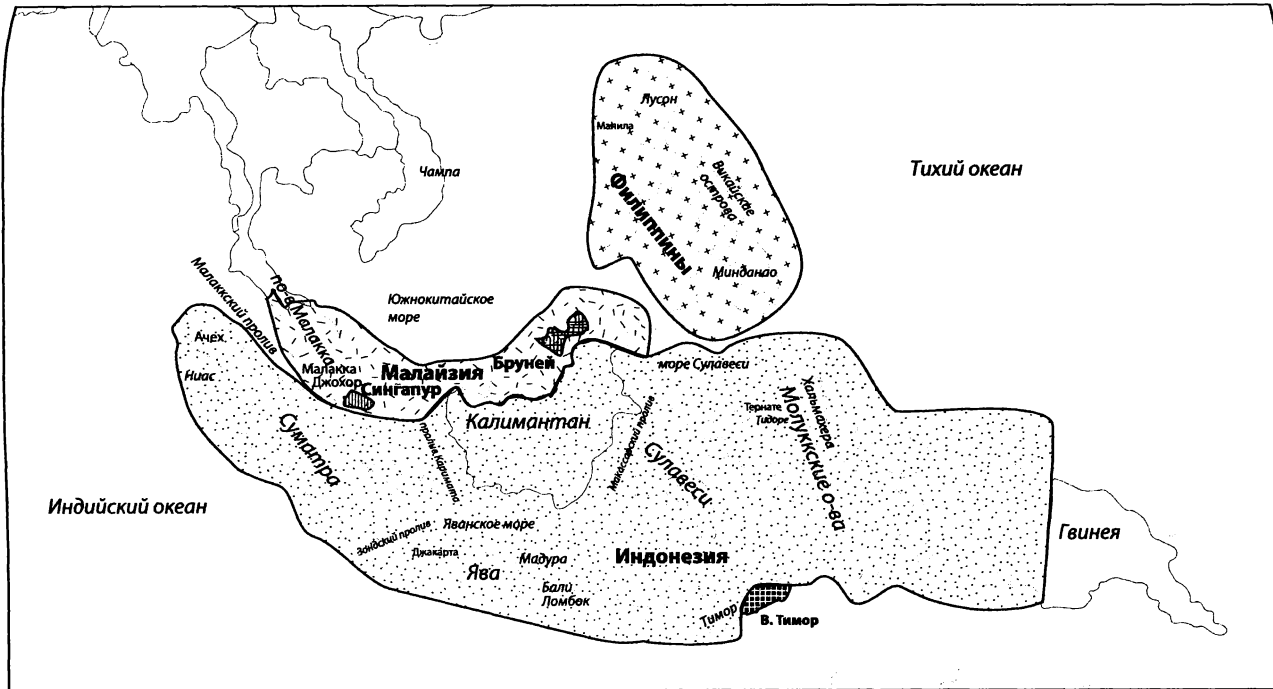 Лусон
Манила
Тихий океан
Чампа
Викайские
острова
Филиппины
Минданао
Малаккский пролив
по-в Малакка
Южнокитайское
море
Ачех
Ниас
Малакка
Джохор
Малайзия
Сингапур
Бруней
море Сулавеси
Хальмахера
Тернате
Тидоре
Молуккские о-ва
Калимантан
Суматра
пролив Каримата
Макассарский пролив
Сулавеси
Индийский океан
Зондский пролив
Яванское море
Джакарта
Мадура
Индонезия
Гвинея
Ява
Бали
Ломбок
Тимор
В. Тимор